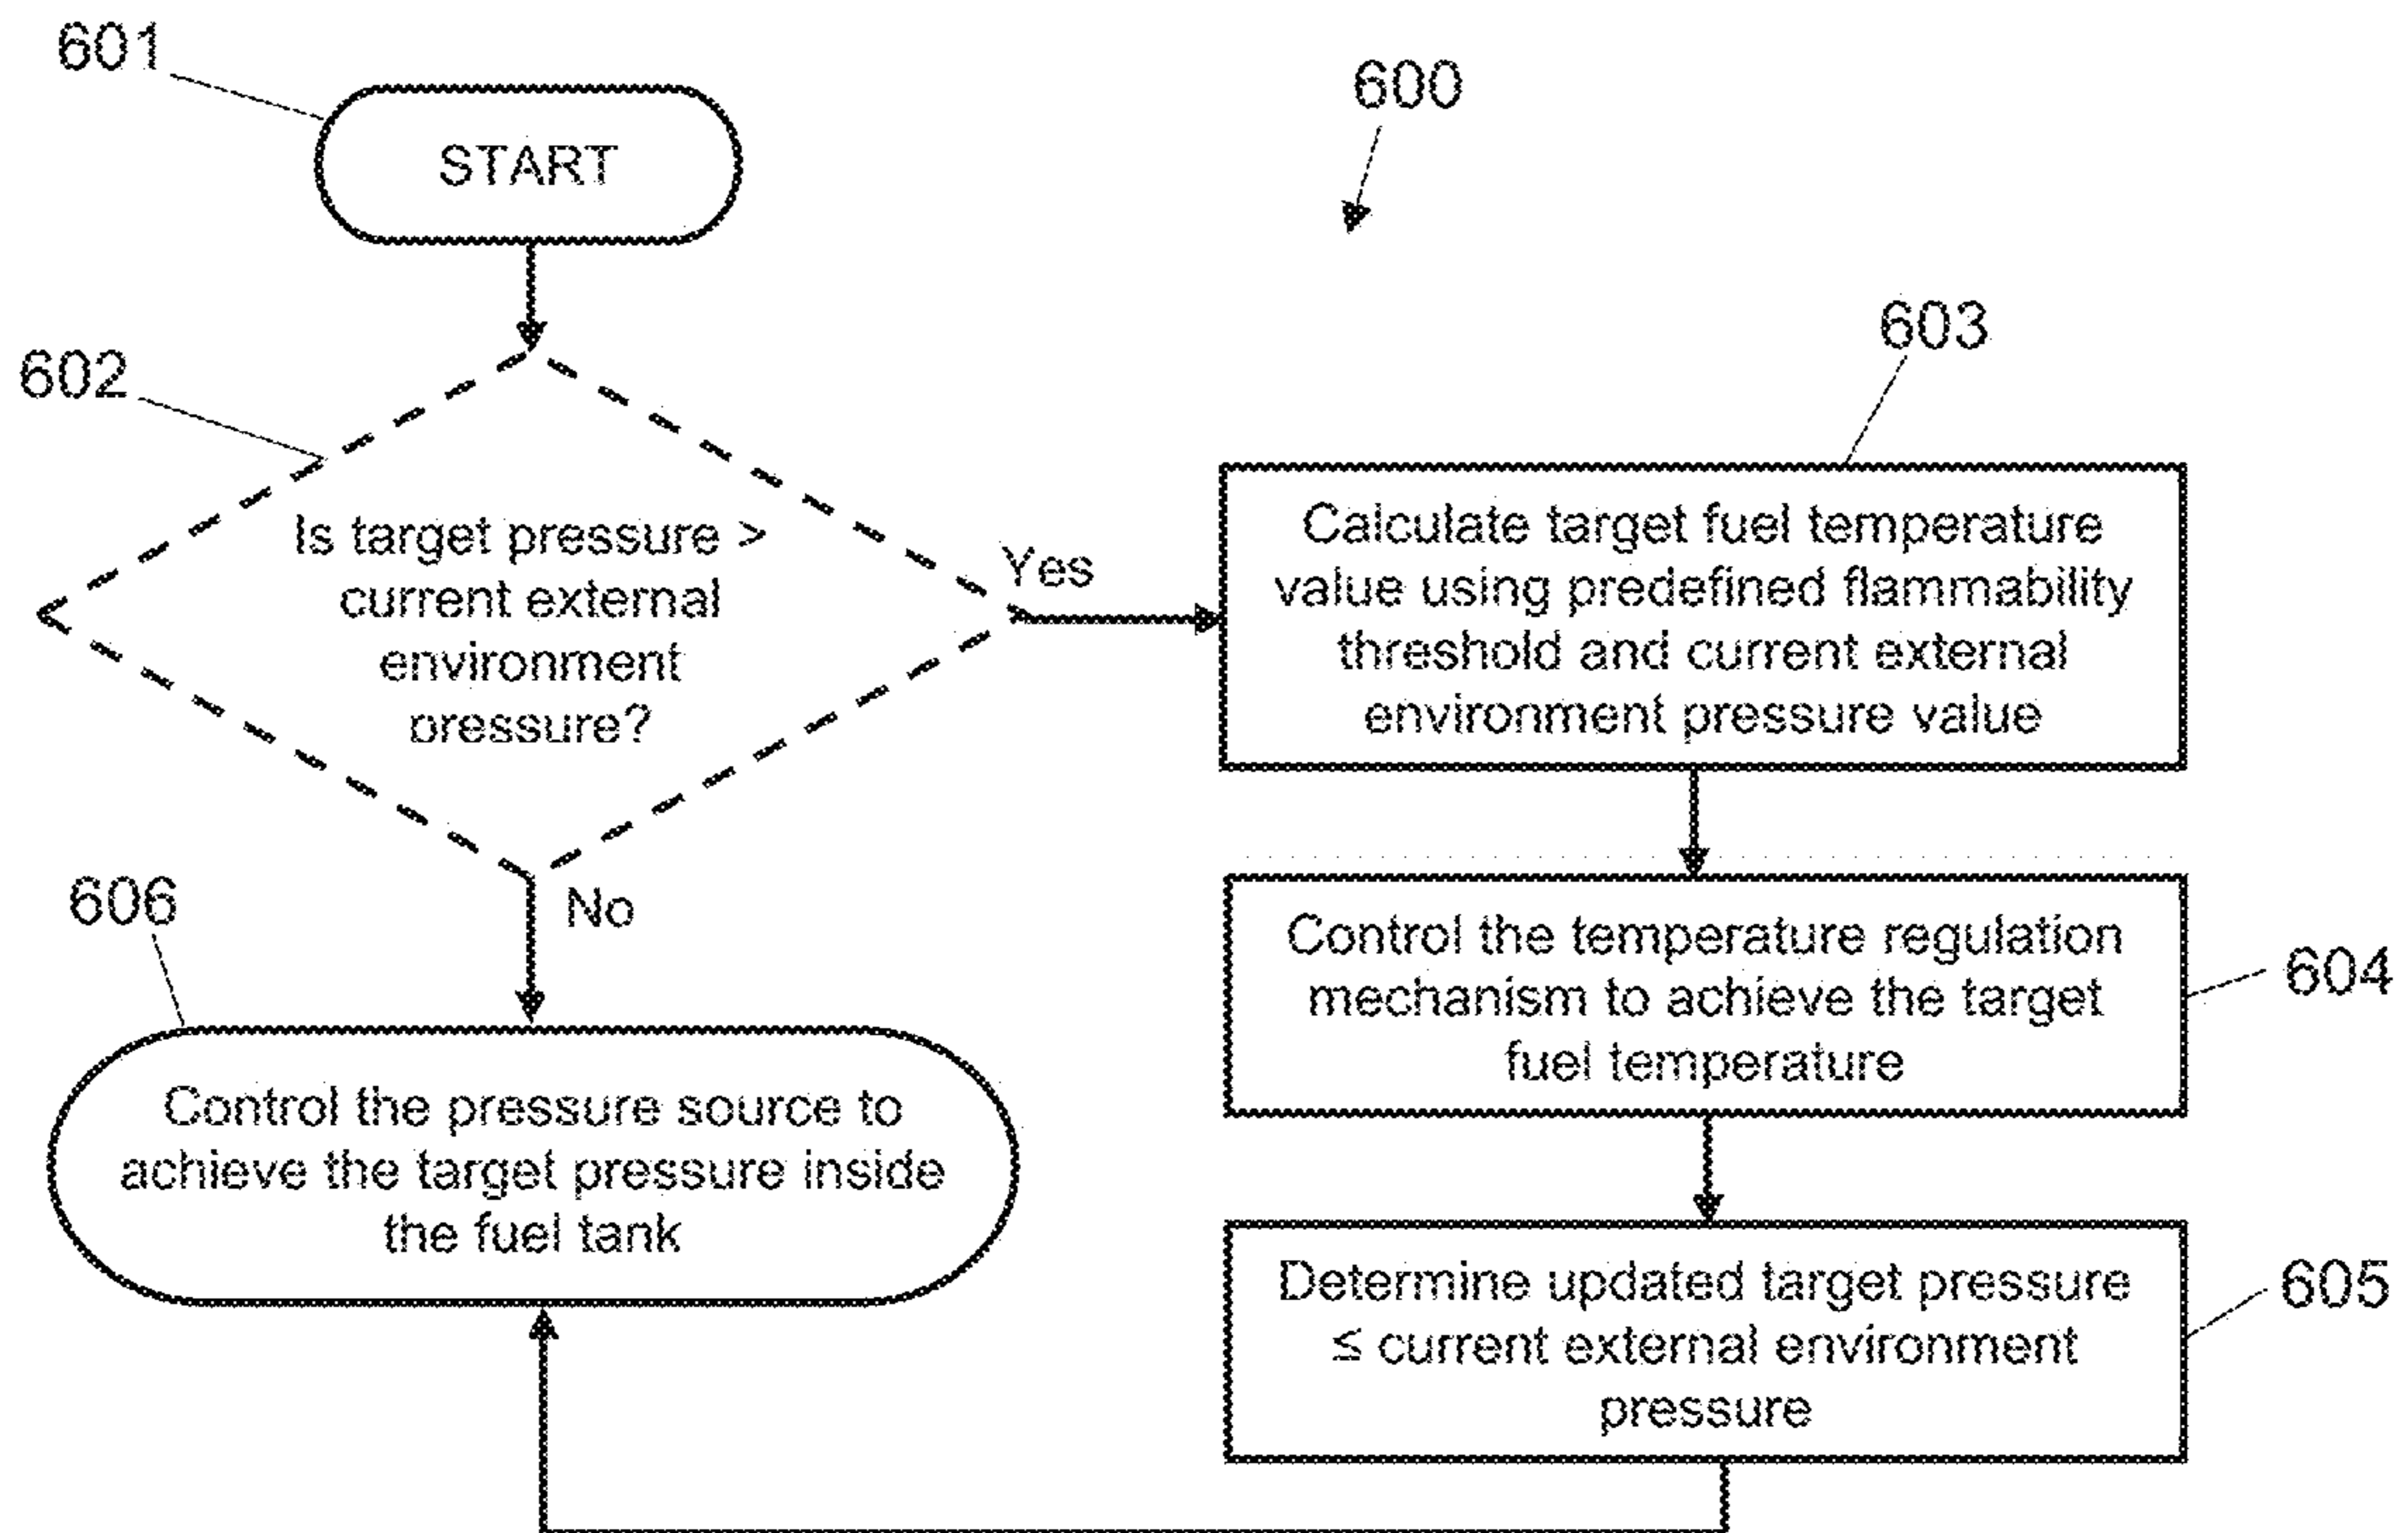 601
START
600
602
Is target pressure >
current external
environment
pressure?
Yes
603
Calculate target fuel temperature
value using predefined flammability
threshold and current external
environment pressure value
No
606
Control the pressure source to
achieve the target pressure inside
the fuel tank
Control the temperature regulation
mechanism to achieve the target
fuel temperature
604
Determine updated target pressure
≤ current external environment
pressure
605